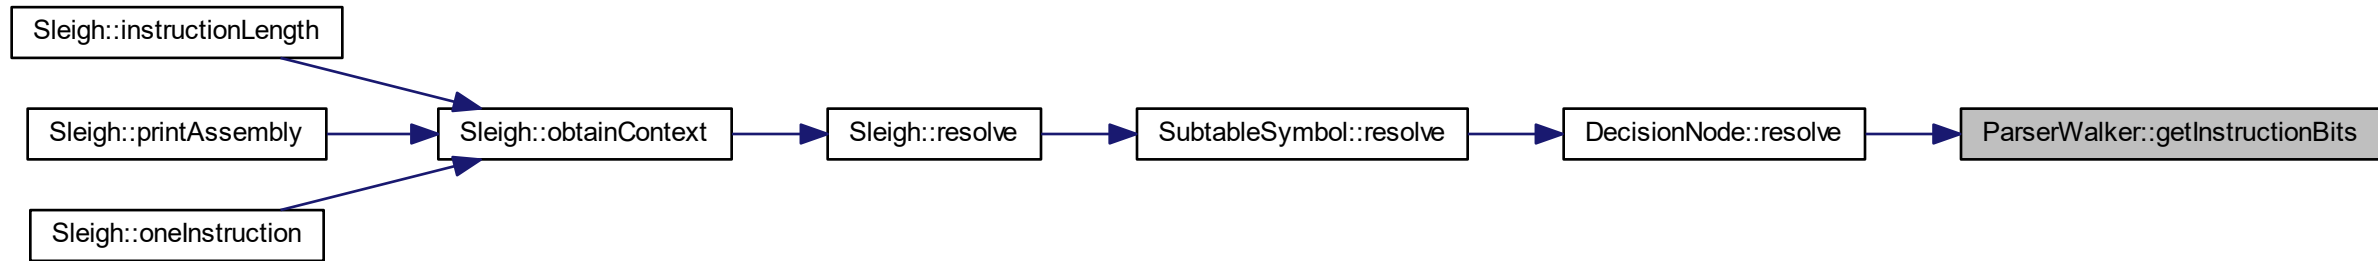 Sleigh::instructionLength
Sleigh::printAssembly
Sleigh::obtainContext
Sleigh::resolve
SubtableSymbol::resolve
DecisionNode::resolve
ParserWalker::getInstructionBits
Sleigh::oneInstruction